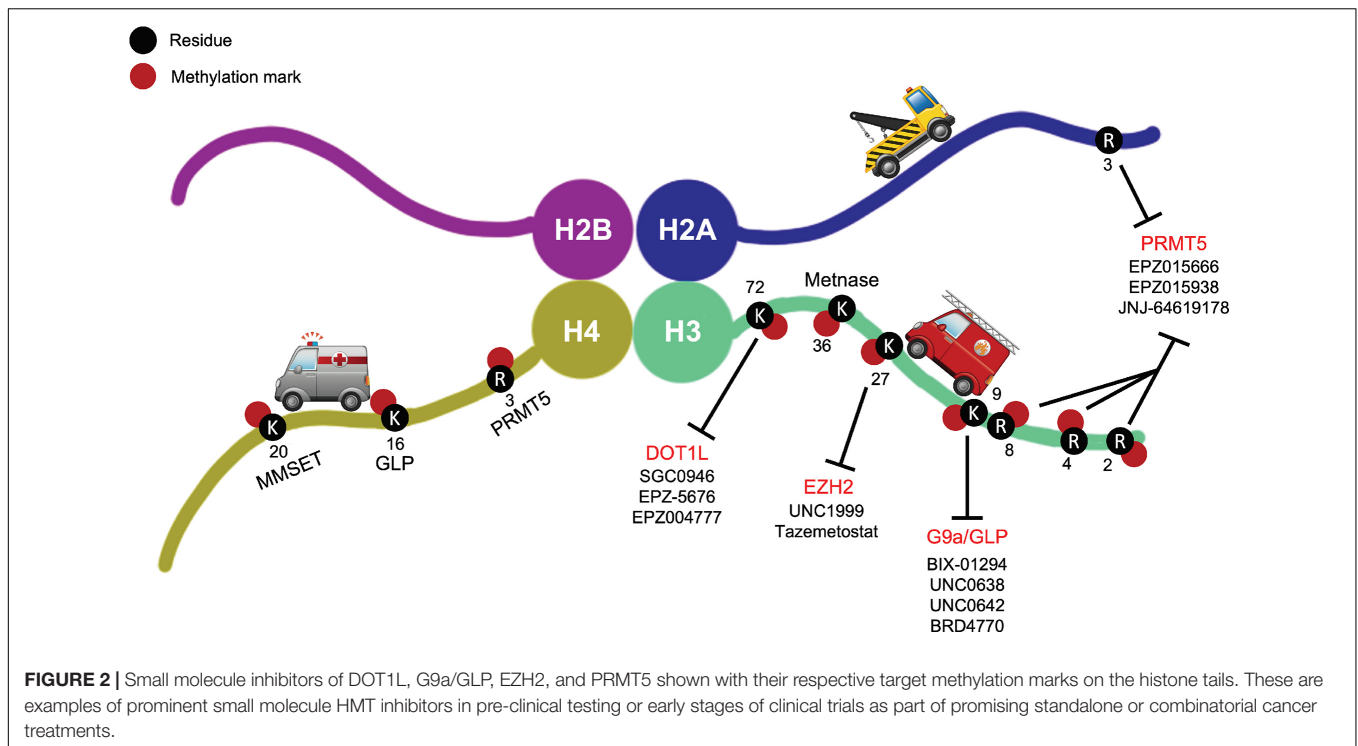 Residue
Methylation mark
R
3
H2B
H2A
PRMT5
EPZ015666
EPZ015938
JNJ-64619178
72
Metnase
K
K
36
H4
H3
K
27
R
3
PRMT5
K
20
MMSET
K
16
GLP
9
K
R
8
R
4
R
2
DOT1L
SGC0946
EPZ-5676
EPZ004777
EZH2
UNC1999
Tazemetostat
G9a/GLP
BIX-01294
UNC0638
UNC0642
BRD4770
FIGURE 2 | Small molecule inhibitors of DOT1L, G9a/GLP, EZH2, and PRMT5 shown with their respective target methylation marks on the histone tails. These are
examples of prominent small molecule HMT inhibitors in pre-clinical testing or early stages of clinical trials as part of promising standalone or combinatorial cancer
treatments.